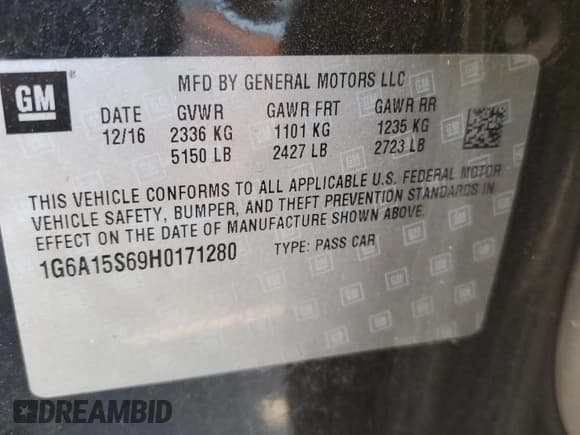 GM
®
MFD BY GENERAL MOTORS LLC
DATE GVWR GAWR FRT GAWR RR
12/16 2336 KG 1101 KG 1235 KG
5150 LB 2427 LB 2723 LB
THIS VEHICLE CONFORMS TO ALL APPLICABLE U.S. FEDERAL MOTOR
VEHICLE SAFETY, BUMPER, AND THEFT PREVENTION STANDARDS IN
EFFECT ON THE DATE OF MANUFACTURE SHOWN ABOVE.
1G6A15S69H0171280 TYPE: PASS CAR
DREAMBID